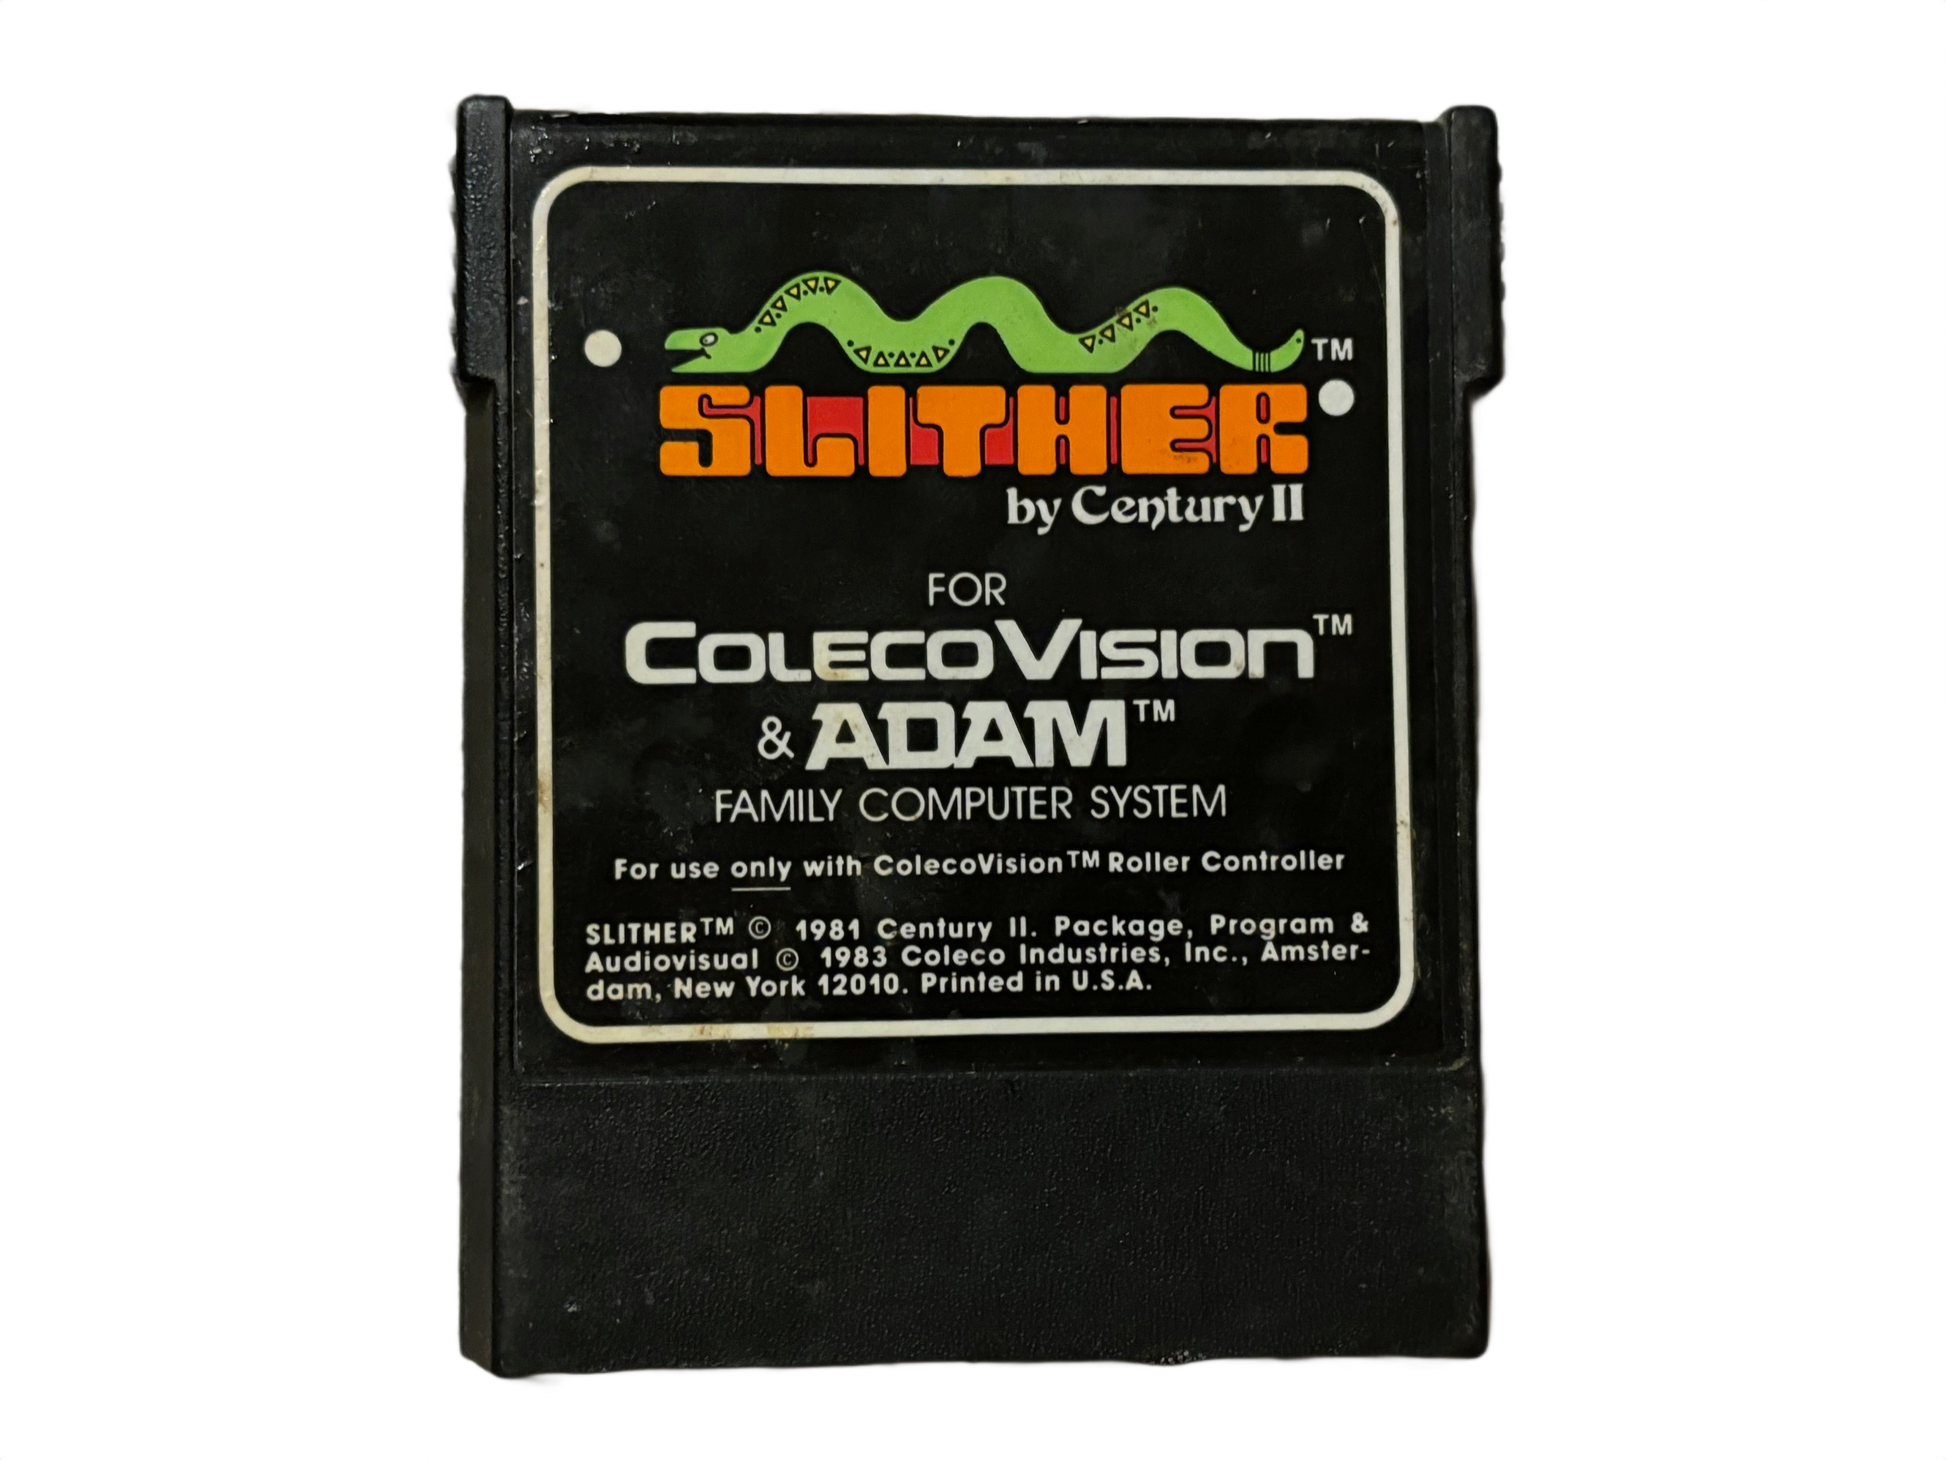 SLITHER™
by Century II
FOR
COLECOVISION™
& ADAM™
FAMILY COMPUTER SYSTEM
For use only with ColecoVision™ Roller Controller
SLITHER™ © 1981 Century II. Package, Program &
Audiovisual © 1983 Coleco Industries, Inc., Amster-
dam, New York 12010. Printed in U.S.A.